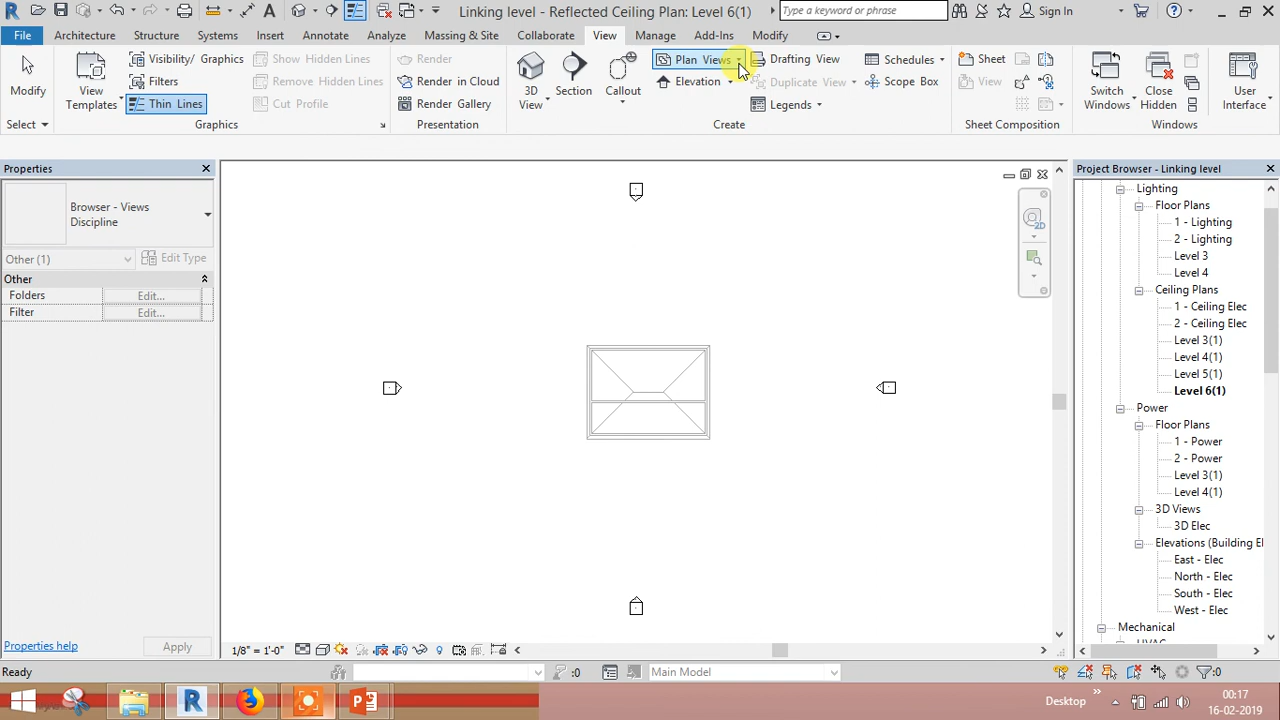 Linking level - Reflected Ceiling Plan: Level 6(1)
Type a keyword or phrase
Sign In
File
Architecture
Structure
Systems
Insert
Annotate
Analyze
Massing & Site
Collaborate
View
Manage
Add-Ins
Modify
Modify
Select
View
Templates
Visibility/ Graphics
Filters
Thin Lines
Show Hidden Lines
Remove Hidden Lines
Cut Profile
Graphics
Render
Render in Cloud
Render Gallery
Presentation
3D
View
Section
Callout
Plan Views
Elevation
Drafting View
Duplicate View
Legends
Schedules
Scope Box
Create
Sheet
View
Sheet Composition
Switch
Windows
Close
Hidden
Windows
User
Interface
Properties
Browser - Views
Discipline
Other (1)
Edit Type
Other
Folders
Edit...
Filter
Edit...
Properties help
Apply
2D
Project Browser - Linking level
Lighting
Floor Plans
1 - Lighting
2 - Lighting
Level 3
Level 4
Ceiling Plans
1 - Ceiling Elec
2 - Ceiling Elec
Level 3(1)
Level 4(1)
Level 5(1)
Level 6(1)
Power
Floor Plans
1 - Power
2 - Power
Level 3(1)
Level 4(1)
3D Views
3D Elec
Elevations (Building El
East - Elec
North - Elec
South - Elec
West - Elec
Mechanical
1/8" = 1'-0"
Ready
:0
Main Model
:0
Desktop
00:17
16-02-2019